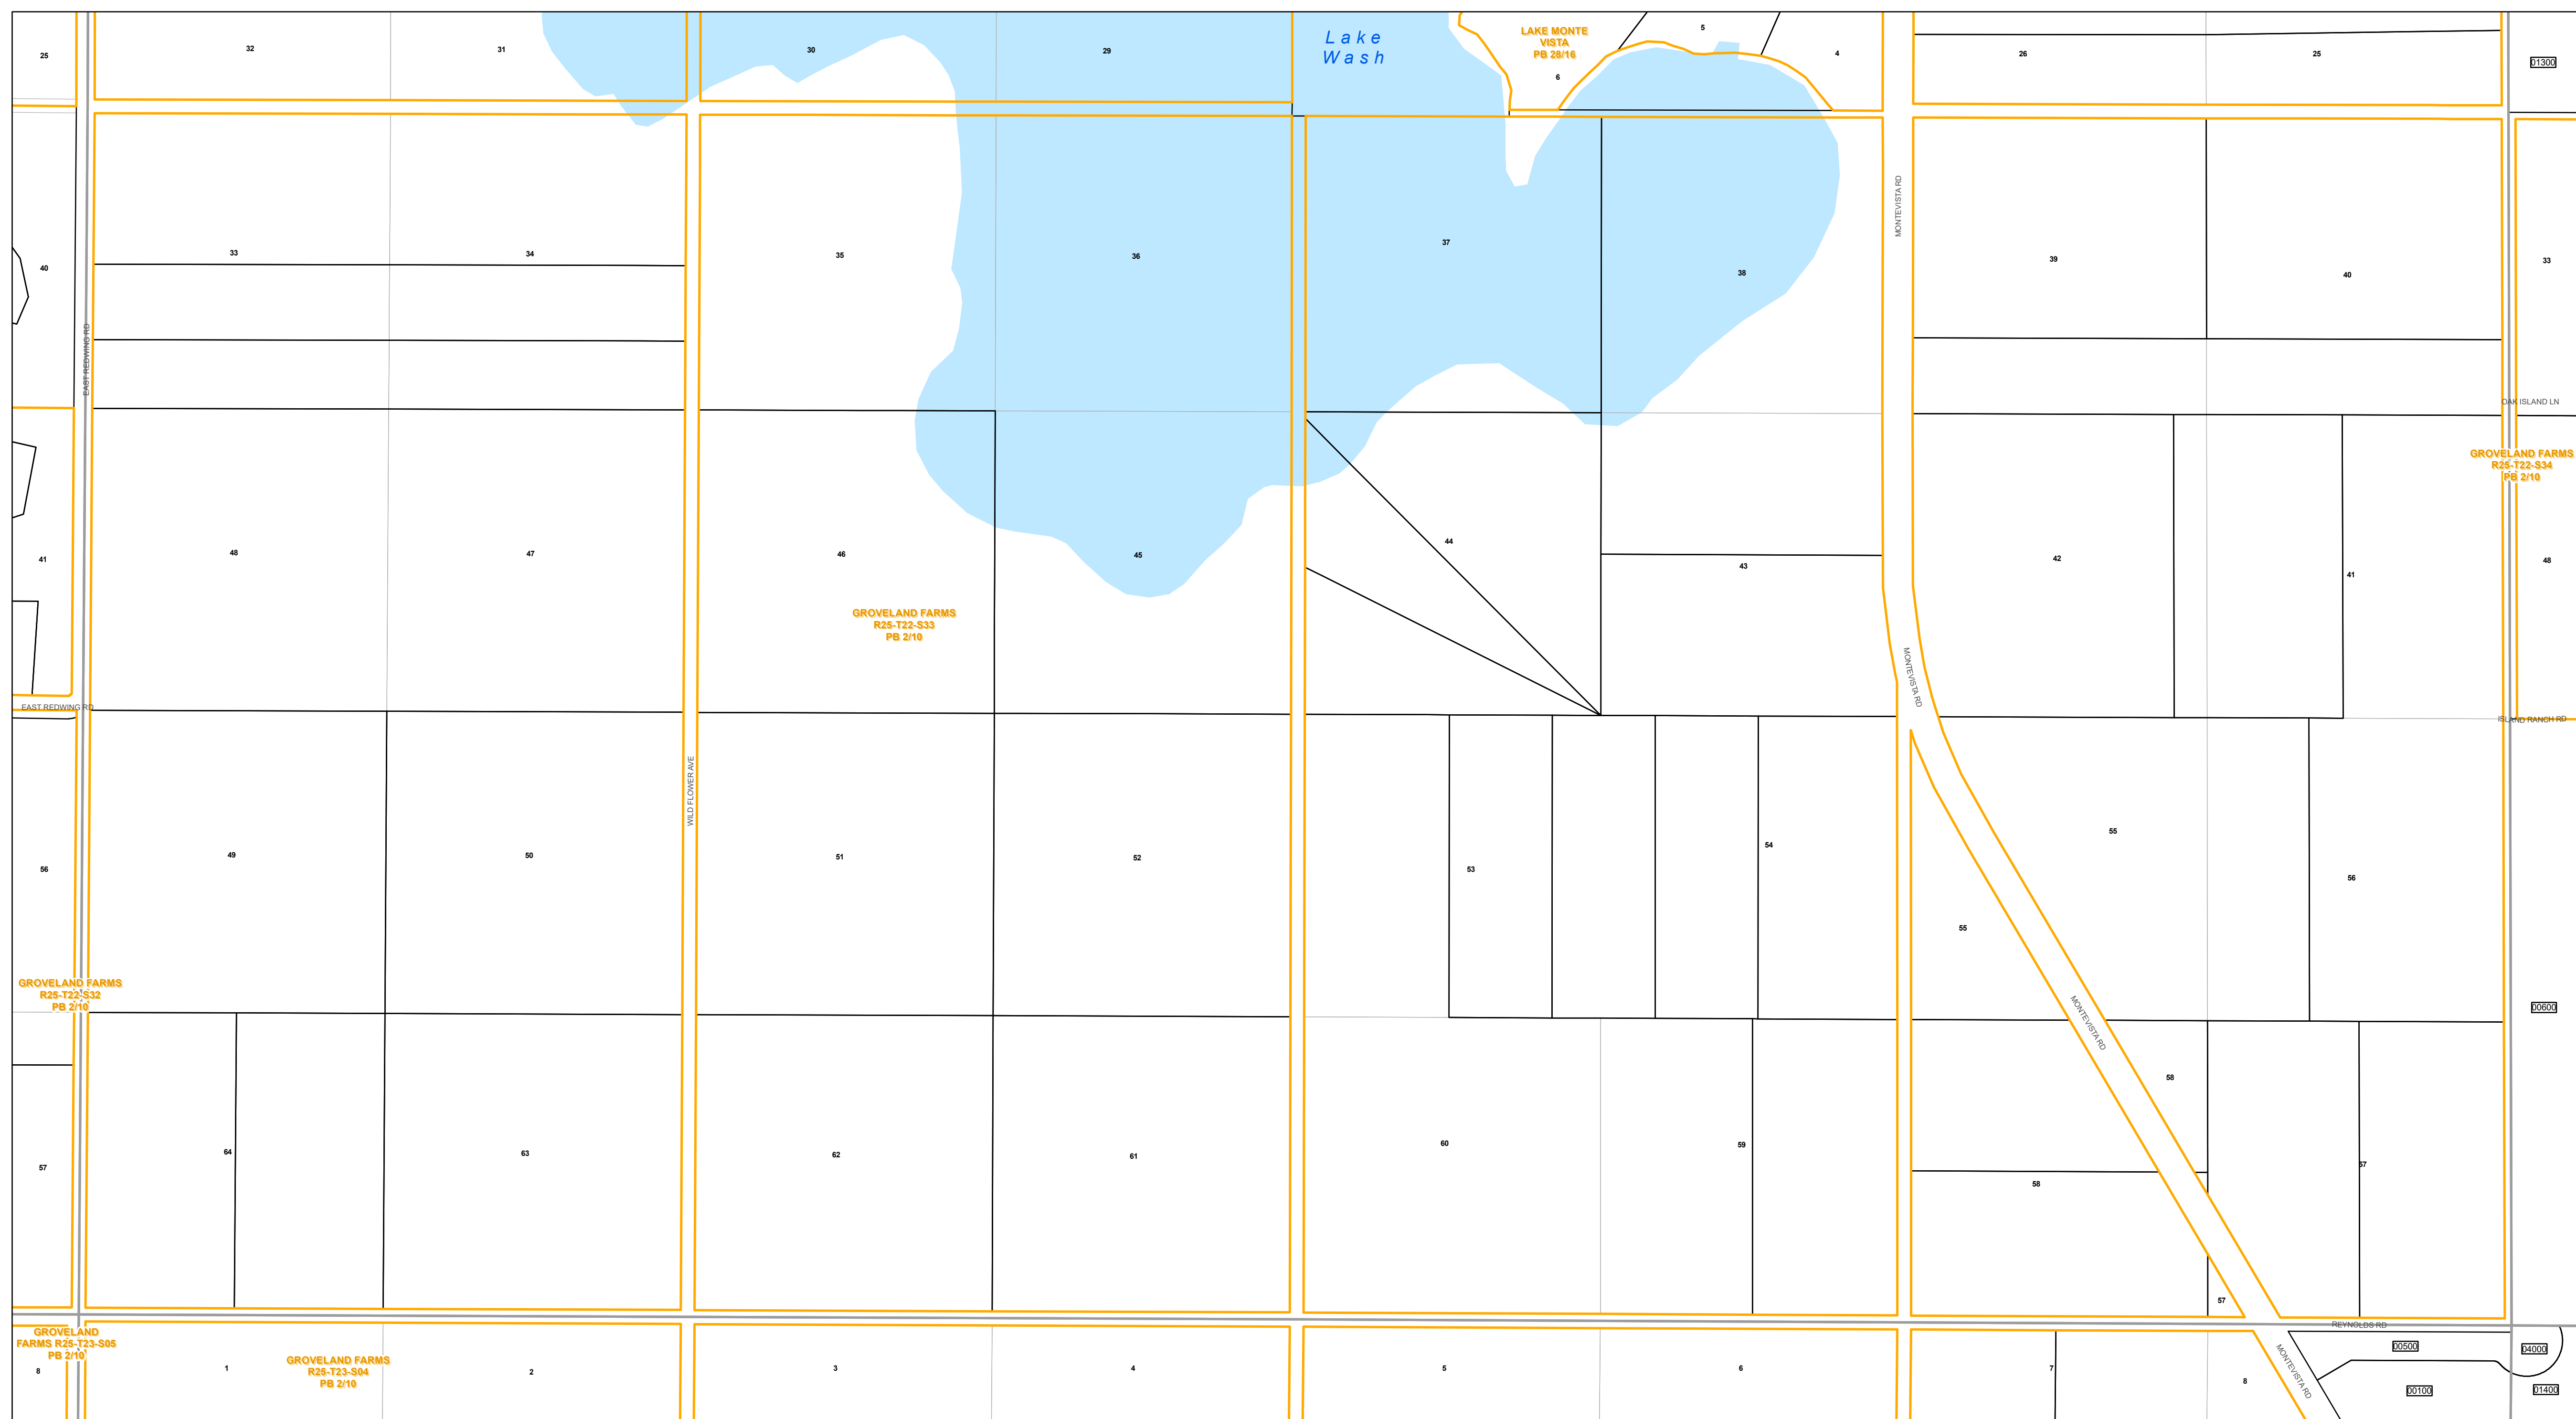 25
32
31
30
29
Lake
Wash
LAKE MONTE
VISTA
PB 28/16
6
5
4
26
25
01300
40
33
34
35
36
37
38
MONTEVISTA RD
39
40
33
EAST REDWING RD
OAK ISLAND LN
GROVELAND FARMS
R25-T22-S34
PB 2/10
41
48
47
46
45
44
43
42
41
48
GROVELAND FARMS
R25-T22-S33
PB 2/10
MONTEVISTA RD
EAST REDWING RD
ISLAND RANCH RD
WILD FLOWER AVE
56
49
50
51
52
53
54
55
55
56
GROVELAND FARMS
R25-T22-S32
PB 2/10
00600
MONTEVISTA RD
57
64
63
62
61
60
59
58
58
57
57
REYNOLDS RD
GROVELAND
FARMS R25-T23-S05
PB 2/10
8
1
GROVELAND FARMS
R25-T23-S04
PB 2/10
2
3
4
5
6
7
8
MONTEVISTA RD
00500
04000
00100
01400